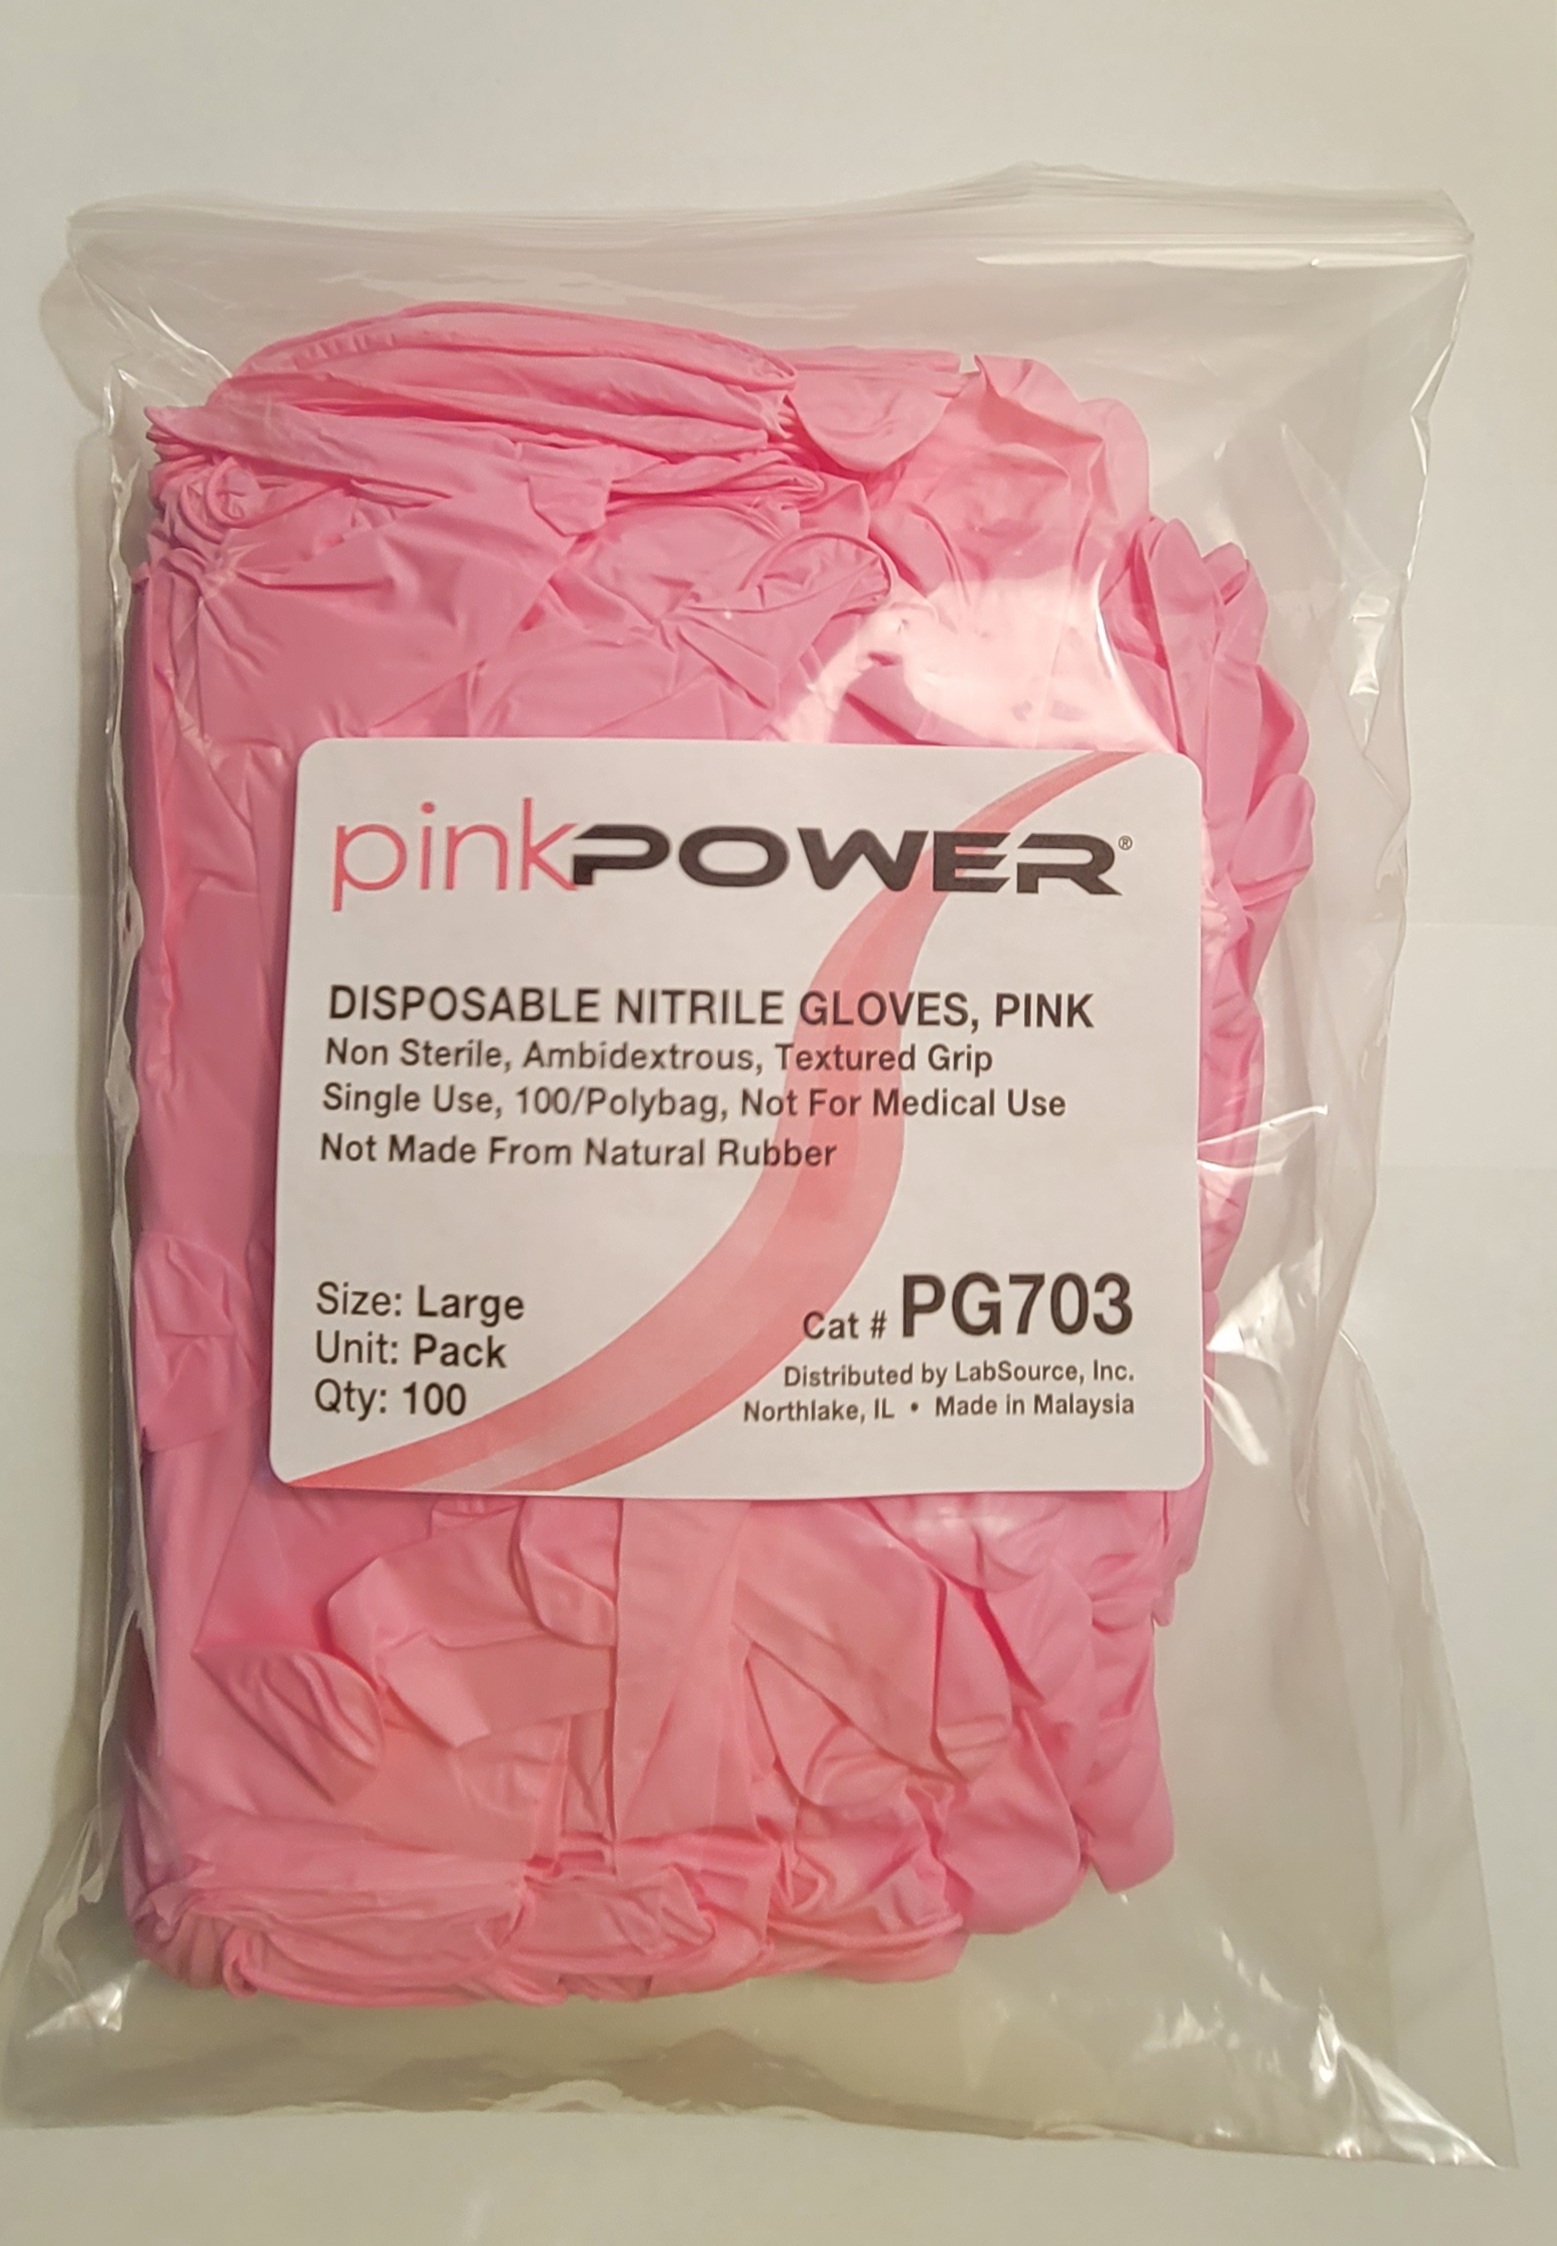 pinkPOWER®
DISPOSABLE NITRILE GLOVES, PINK
Non Sterile, Ambidextrous, Textured Grip
Single Use, 100/Polybag, Not For Medical Use
Not Made From Natural Rubber
Size: Large
Unit: Pack
Qty: 100
Cat # PG703
Distributed by LabSource, Inc.
Northlake, IL • Made in Malaysia